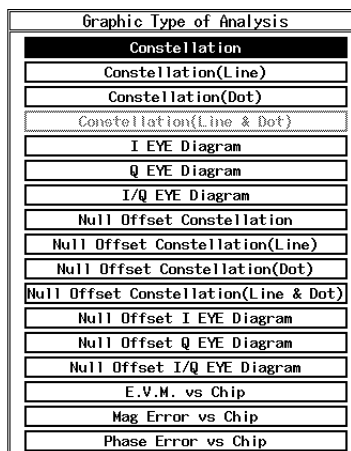 Graphic Type of Analysis
Constellation
Constellation(Line)
Constellation(Dot)
Constellation(Line & Dot)
I EYE Diagram
Q EYE Diagram
I/Q EYE Diagram
Null Offset Constellation
Null Offset Constellation(Line)
Null Offset Constellation(Dot)
Null Offset Constellation(Line & Dot)
Null Offset I EYE Diagram
Null Offset Q EYE Diagram
Null Offset I/Q EYE Diagram
E.V.M. vs Chip
Mag Error vs Chip
Phase Error vs Chip